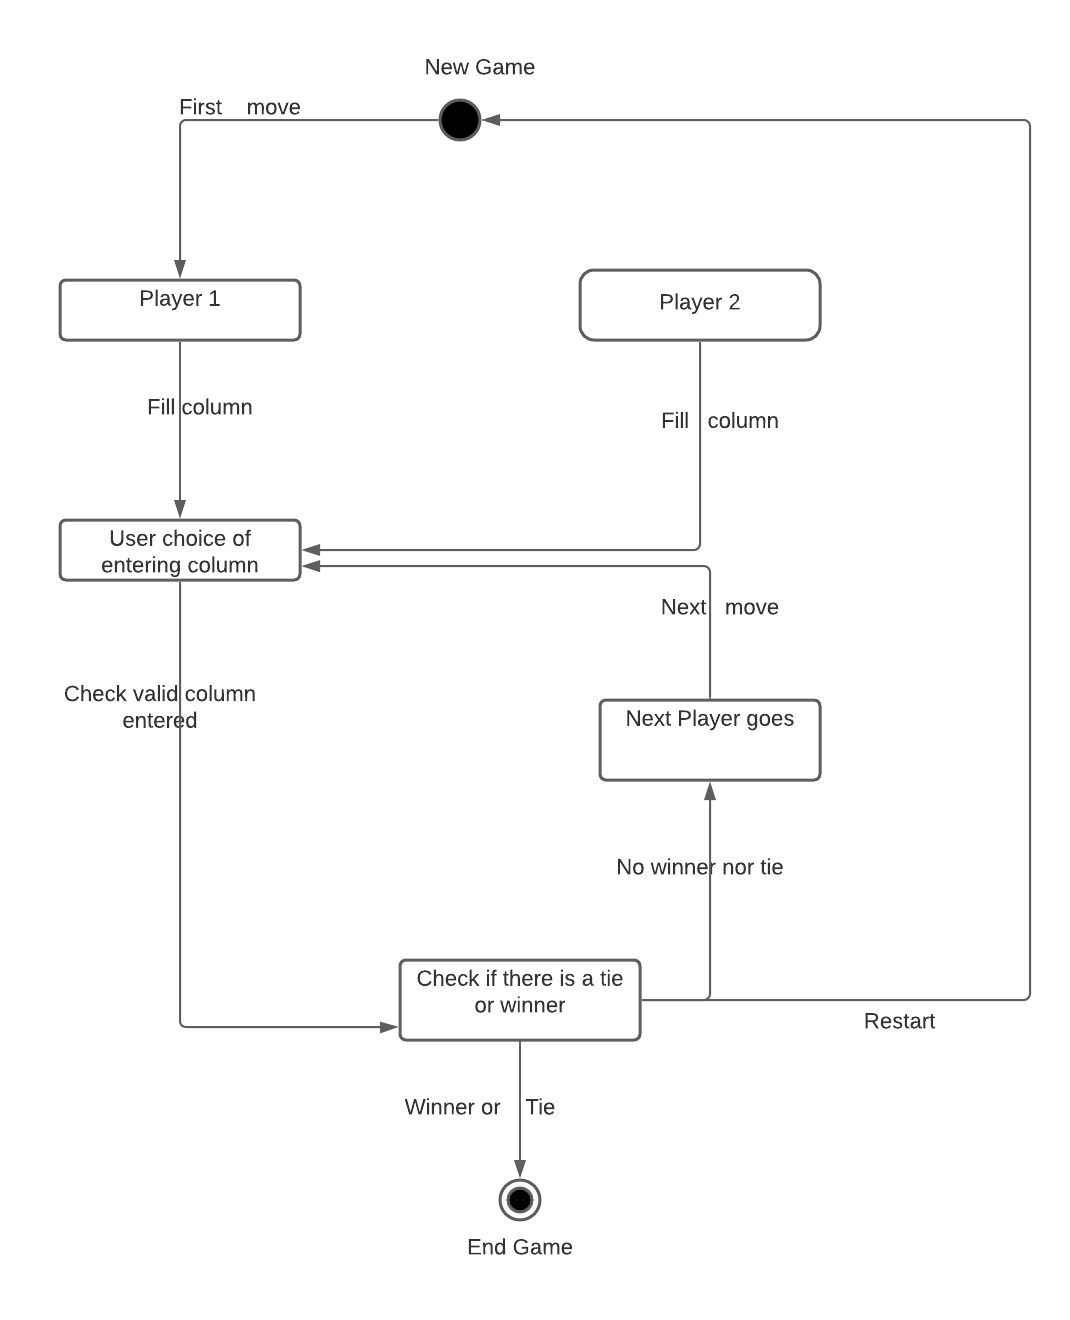 New Game
First move
Player 1
Player 2
Fill column
Fill column
User choice of
entering column
Next move
Check valid column
entered
Next Player goes
No winner nor tie
Check if there is a tie
or winner
Restart
Winner or Tie
End Game